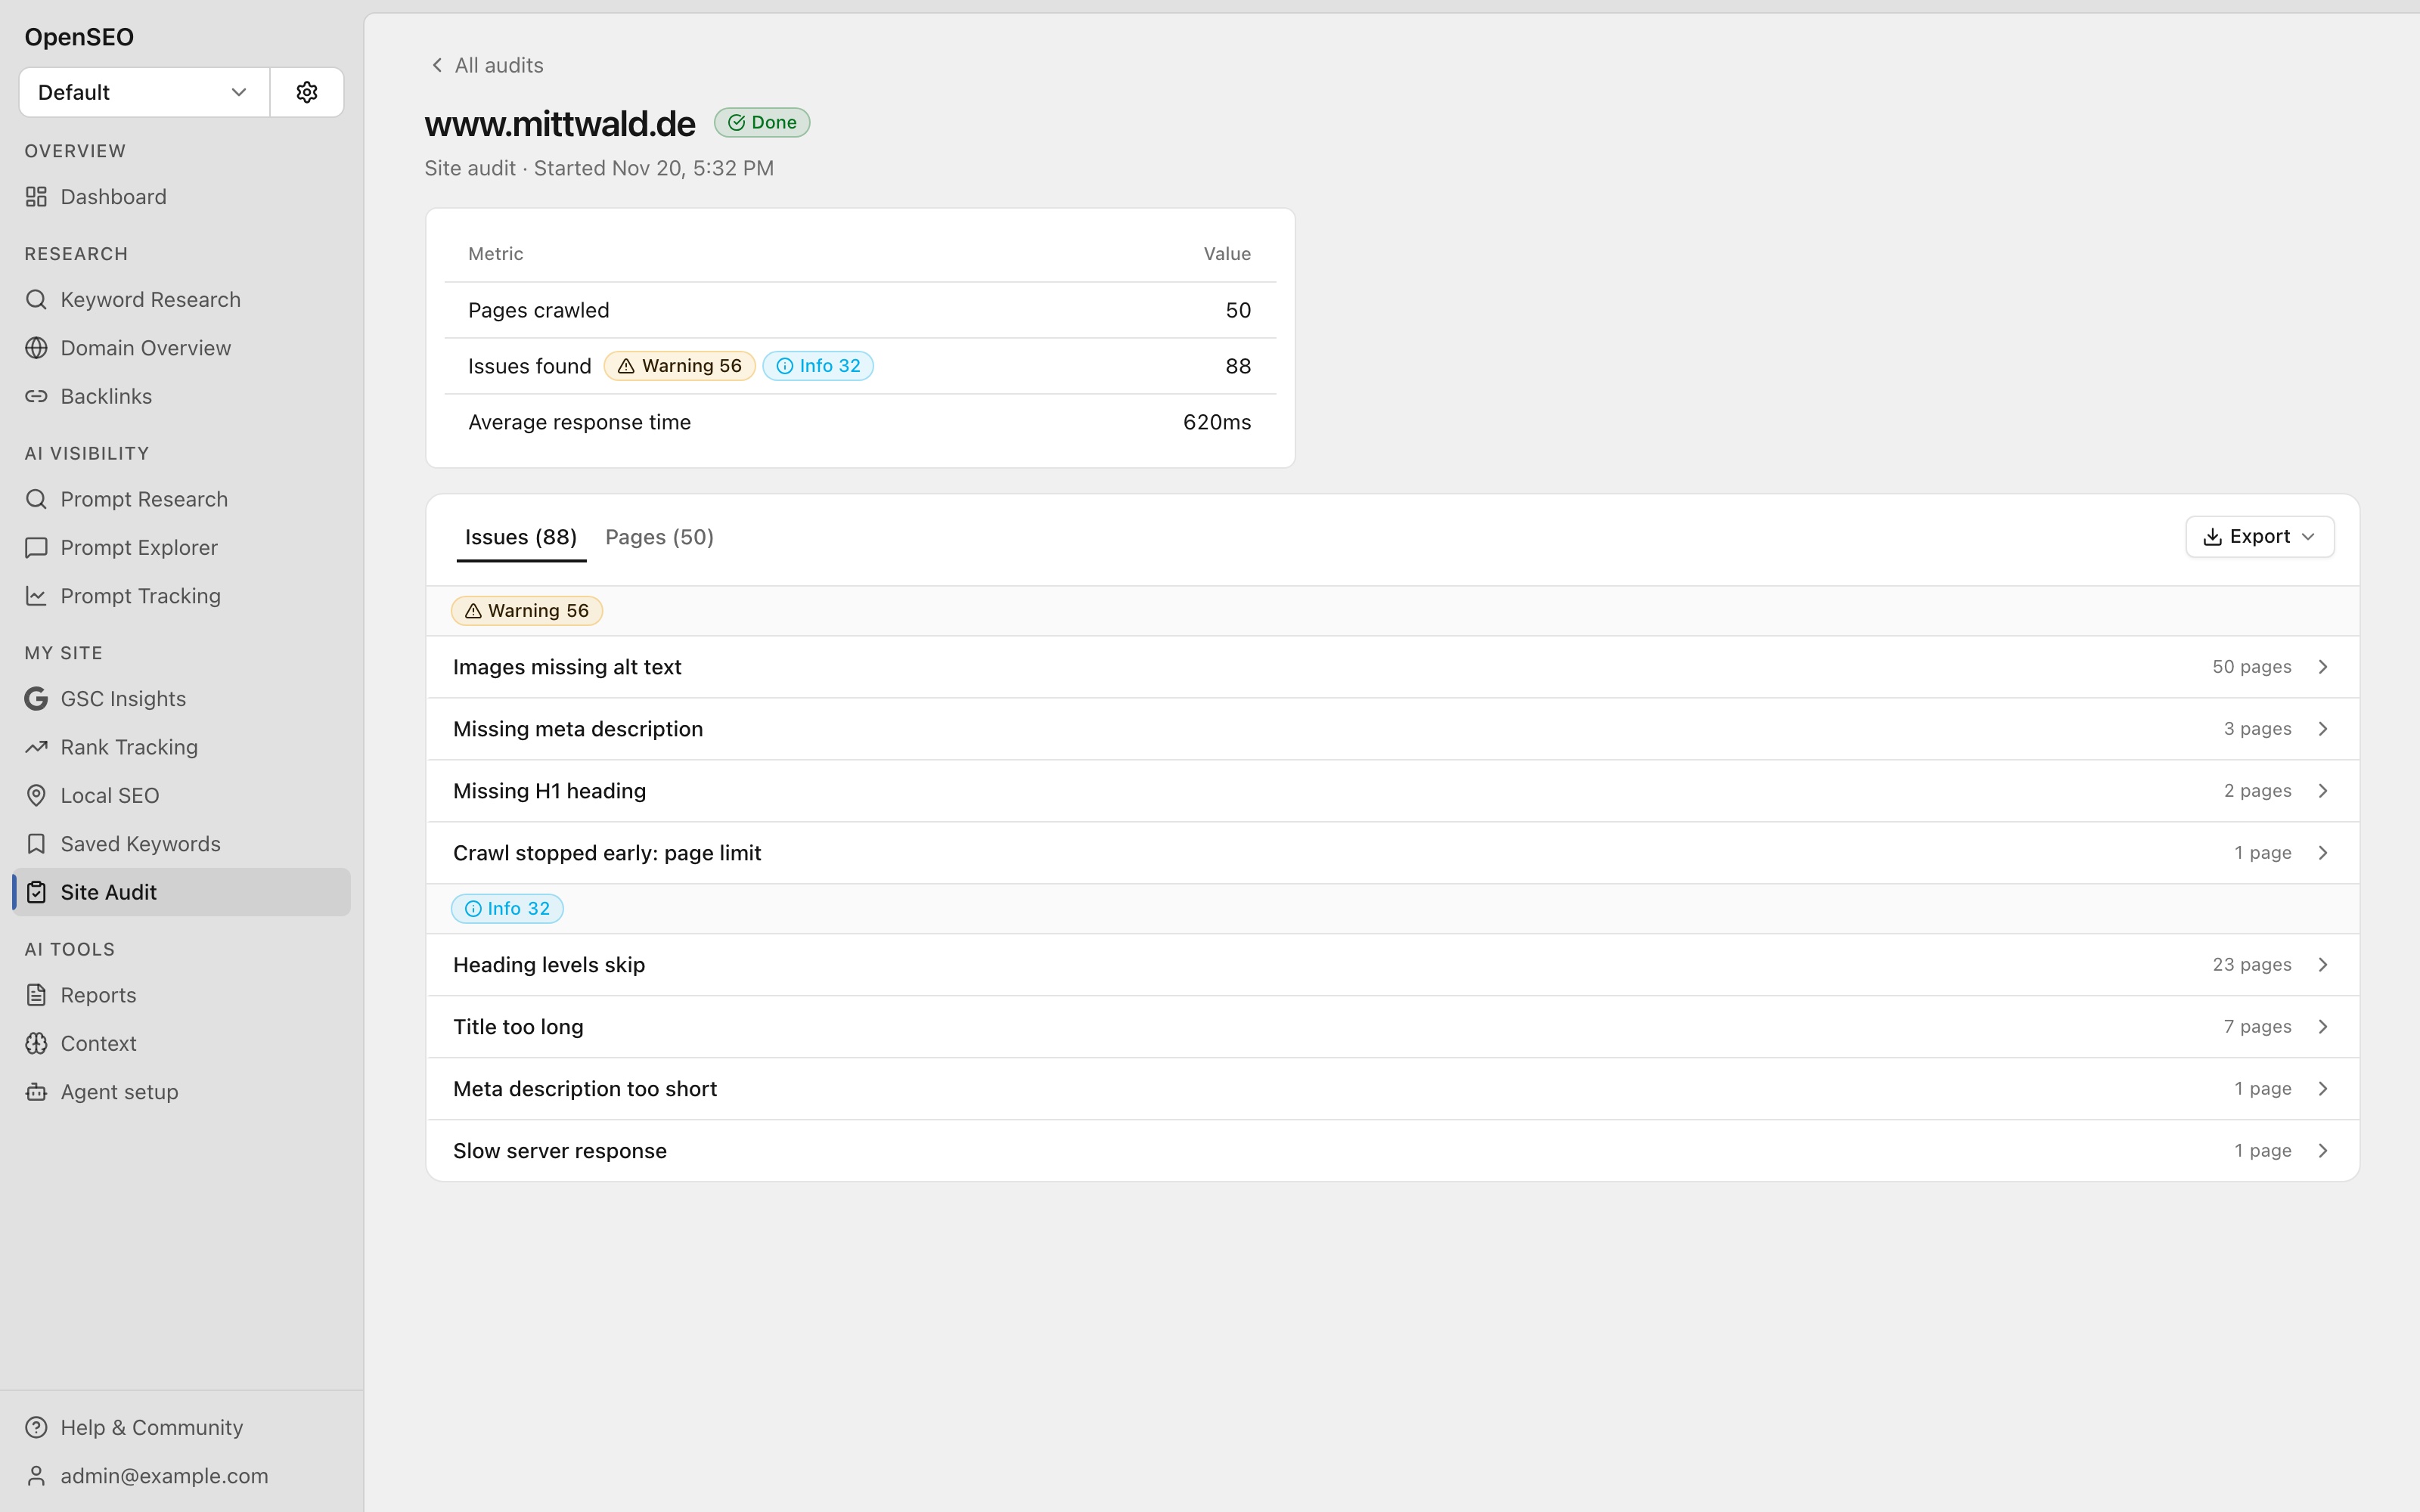 OpenSEO
Default
OVERVIEW
Dashboard
RESEARCH
Keyword Research
Domain Overview
Backlinks
AI VISIBILITY
Prompt Research
Prompt Explorer
Prompt Tracking
MY SITE
GSC Insights
Rank Tracking
Local SEO
Saved Keywords
Site Audit
AI TOOLS
Reports
Context
Agent setup
Help & Community
admin@example.com
All audits
www.mittwald.de Done
Site audit · Started Nov 20, 5:32 PM
Metric Value
Pages crawled 50
Issues found Warning 56 Info 32 88
Average response time 620ms
Issues (88) Pages (50) Export
Warning 56
Images missing alt text 50 pages
Missing meta description 3 pages
Missing H1 heading 2 pages
Crawl stopped early: page limit 1 page
Info 32
Heading levels skip 23 pages
Title too long 7 pages
Meta description too short 1 page
Slow server response 1 page